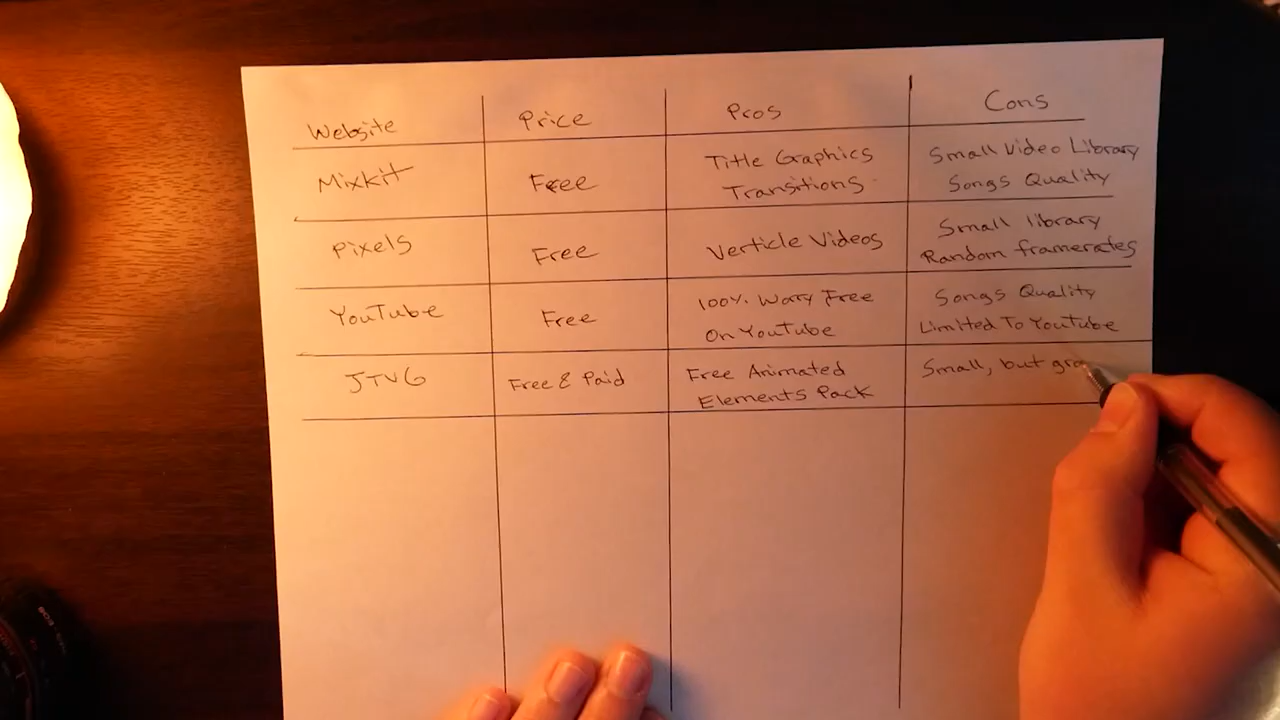 Website Price Pros Cons
Mixkit Free Title Graphics Small Video Library
Transitions Songs Quality
Pixels Free Verticle Videos Small library
Random framerates
YouTube Free 100% Worry Free Songs Quality
On YouTube Limited To YouTube
JTVG Free & Paid Free Animated Small, but gro
Elements Pack